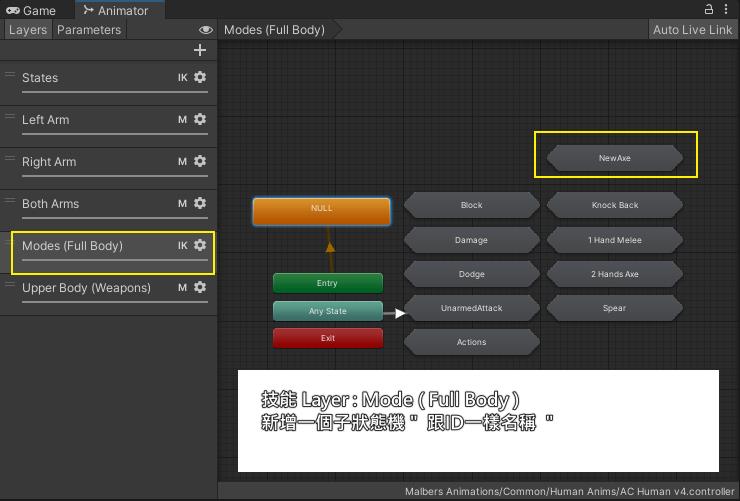 Game
Animator
Layers
Parameters
Modes (Full Body)
Auto Live Link
States
IK
Left Arm
M
Right Arm
M
Both Arms
M
Modes (Full Body)
IK
Upper Body (Weapons)
M
NewAxe
NULL
Block
Knock Back
Damage
1 Hand Melee
Entry
Dodge
2 Hands Axe
Any State
UnarmedAttack
Spear
Exit
Actions
技能 Layer : Mode ( Full Body )
新增一個子狀態機 " 跟ID一樣名稱 "
Malbers Animations/Common/Human Anims/AC Human v4.controller